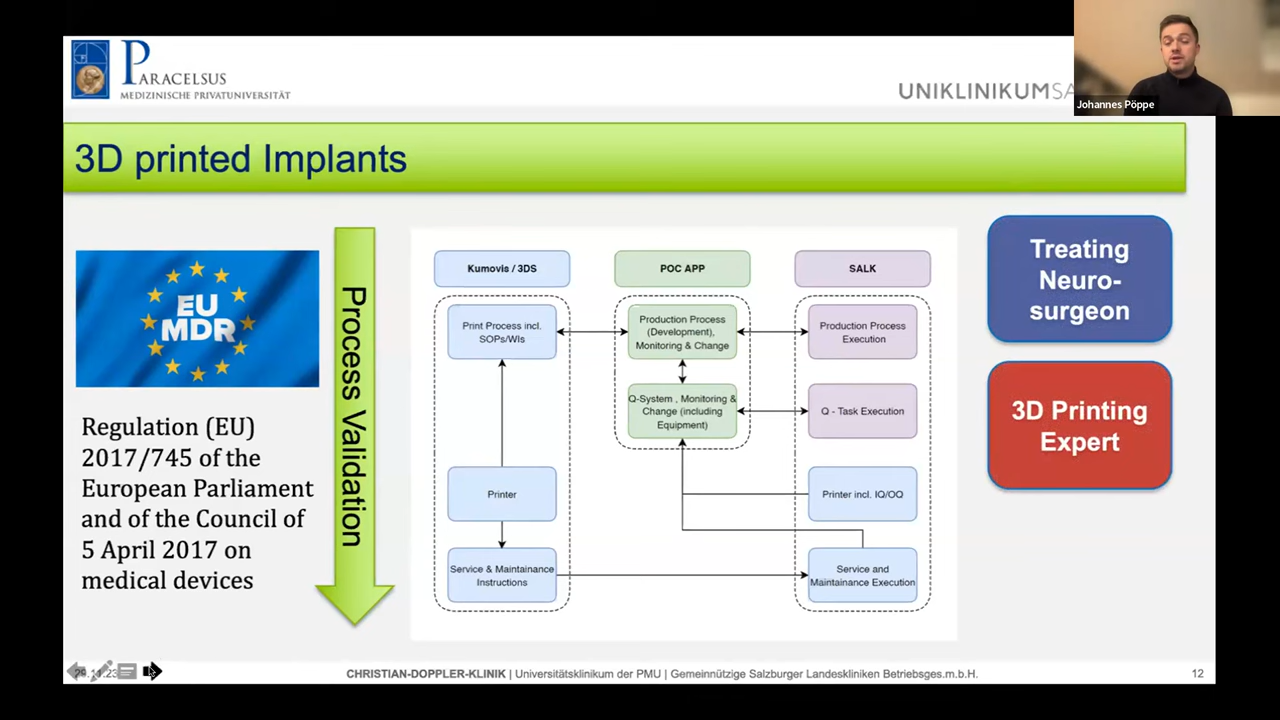 PARACELSUS
MEDIZINISCHE PRIVATUNIVERSITÄT
UNIKLINIKUMSA
Johannes Pöppe
3D printed Implants
EU
MDR
Regulation (EU)
2017/745 of the
European Parliament
and of the Council of
5 April 2017 on
medical devices
Process Validation
Kumovis / 3DS
POC APP
SALK
Print Process incl.
SOPs/WIs
Production Process
(Development),
Monitoring & Change
Production Process
Execution
Q-System , Monitoring &
Change (including
Equipment)
Q - Task Execution
Printer
Printer incl. IQ/OQ
Service & Maintainance
Instructions
Service and
Maintainance Execution
Treating
Neuro-
surgeon
3D Printing
Expert
CHRISTIAN-DOPPLER-KLINIK | Universitätsklinikum der PMU | Gemeinnützige Salzburger Landeskliniken Betriebsges.m.b.H.
12